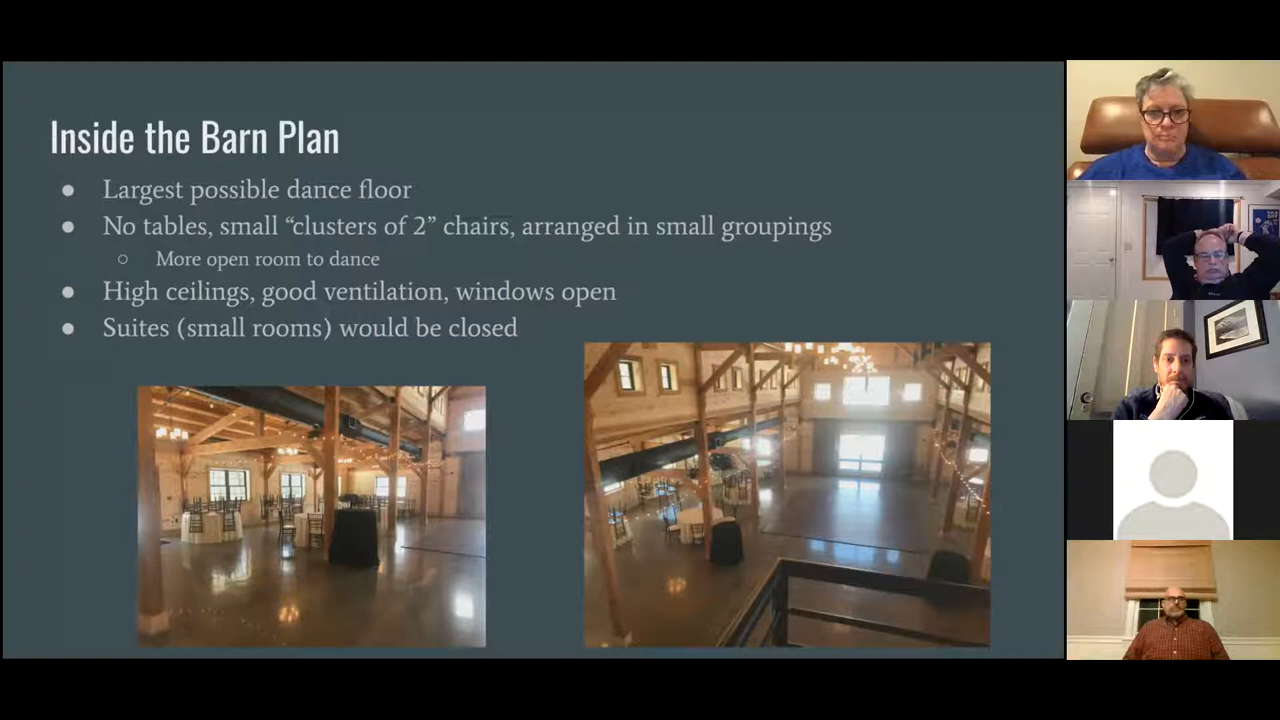 Inside the Barn Plan
● Largest possible dance floor
● No tables, small “clusters of 2” chairs, arranged in small groupings
○ More open room to dance
● High ceilings, good ventilation, windows open
● Suites (small rooms) would be closed